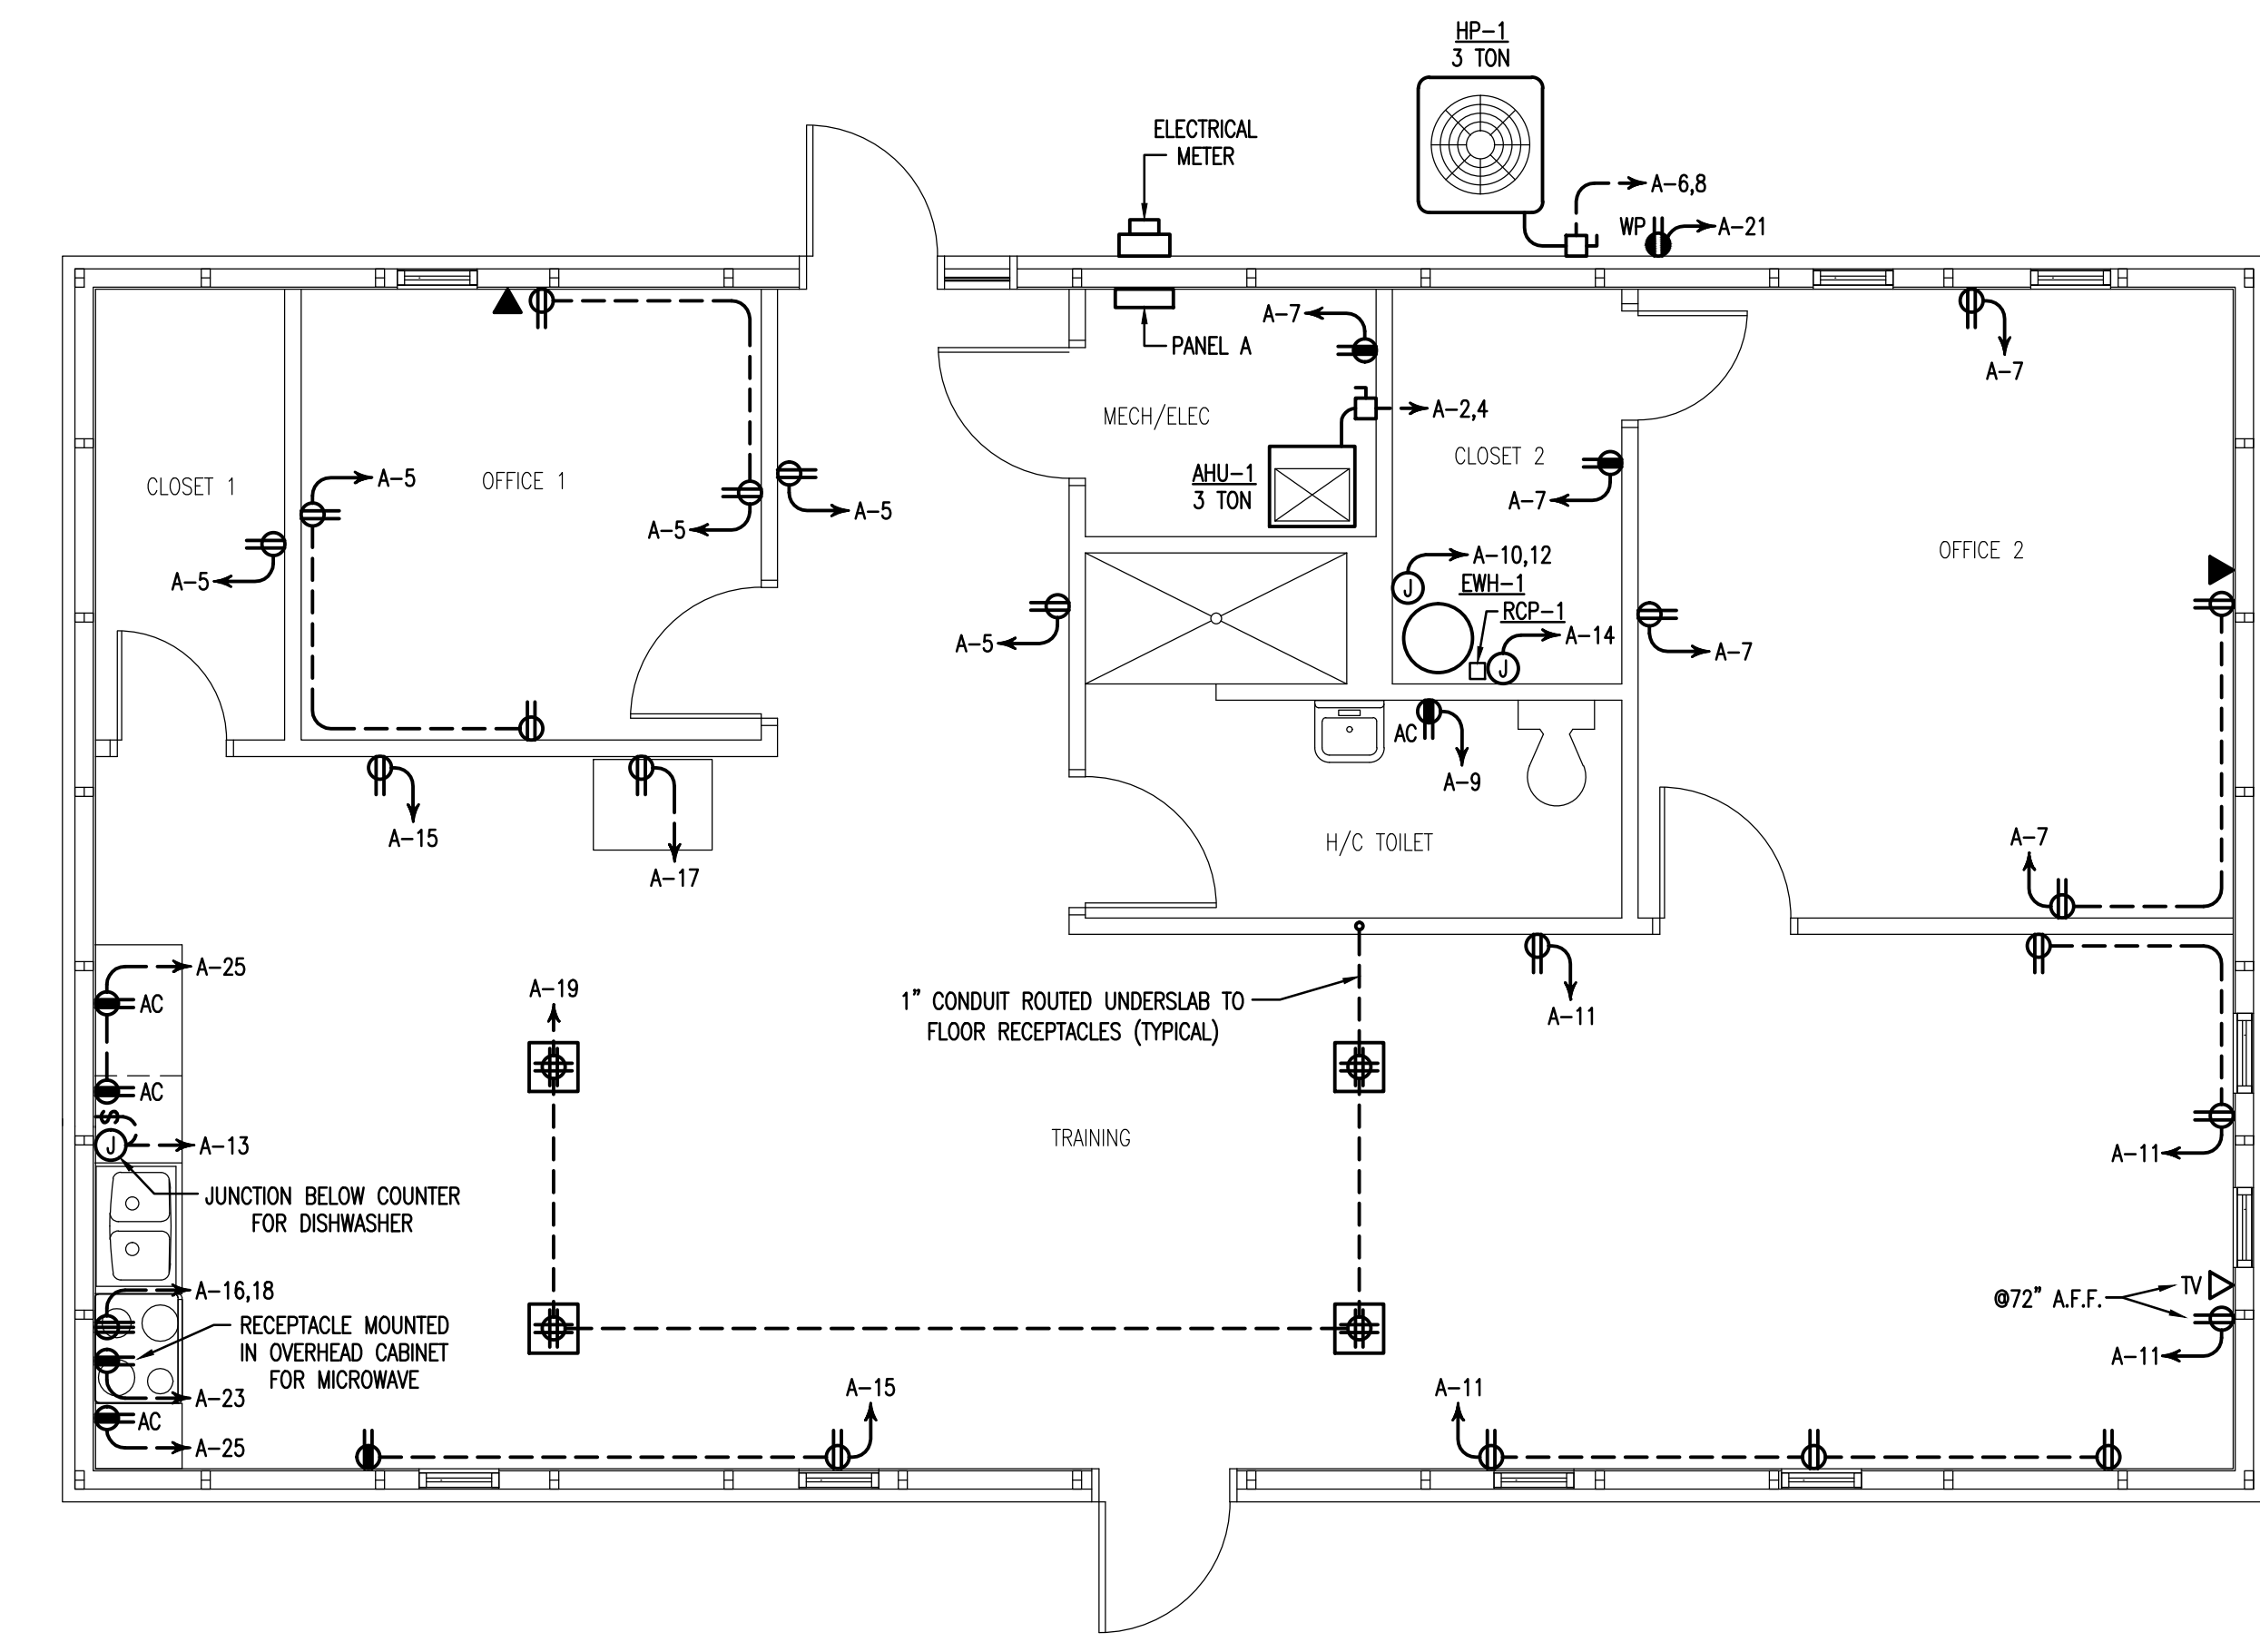 HP-1
3 TON
ELECTRICAL
METER
A-6,8
WP
A-21
A-7
PANEL A
A-7
MECH/ELEC
A-2,4
CLOSET 2
CLOSET 1
OFFICE 1
A-5
AHU-1
3 TON
A-7
A-5
A-5
OFFICE 2
A-10,12
EWH-1
A-5
RCP-1
A-14
A-5
A-7
AC
A-9
A-15
H/C TOILET
A-7
A-17
A-25
A-19
AC
1" CONDUIT ROUTED UNDERSLAB TO
FLOOR RECEPTACLES (TYPICAL)
A-11
AC
S
J
J
J
A-13
TRAINING
A-11
JUNCTION BELOW COUNTER
FOR DISHWASHER
A-16,18
TV
@72" A.F.F.
RECEPTACLE MOUNTED
IN OVERHEAD CABINET
FOR MICROWAVE
A-11
A-23
A-15
A-11
AC
A-25